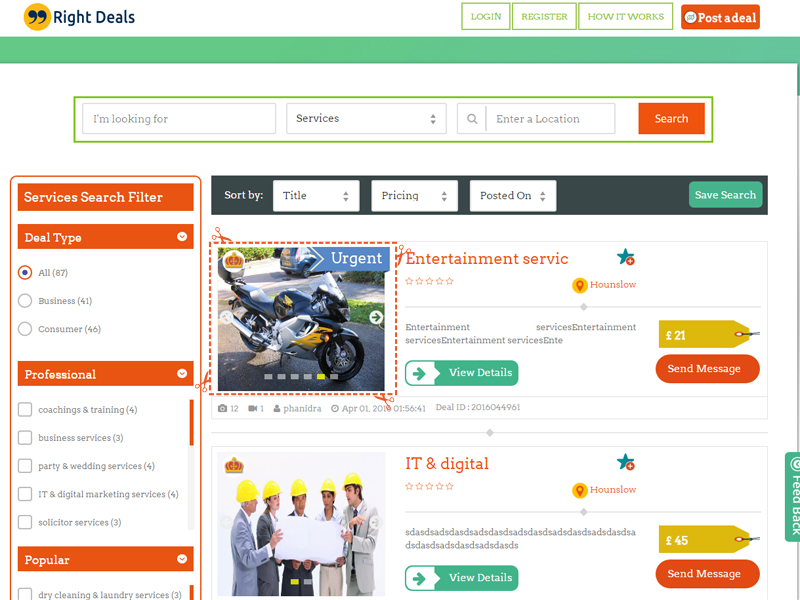 Right Deals
LOGIN
REGISTER
HOW IT WORKS
Post a deal
I'm looking for
Services
Enter a Location
Search
Services Search Filter
Deal Type
All (87)
Business (41)
Consumer (46)
Professional
coachings & training (4)
business services (3)
party & wedding services (4)
IT & digital marketing services (4)
solicitor services (3)
Popular
dry cleaning & laundry services (3)
Sort by:
Title
Pricing
Posted On
Save Search
Urgent
Entertainment servic
Hounslow
Entertainment servicesEntertainment
servicesEntertainment servicesEnte
£ 21
View Details
Send Message
12
1
phanidra
Apr 01, 2016 01:56:41
Deal ID : 2016044961
IT & digital
Hounslow
£ 45
View Details
Send Message
Feed Back